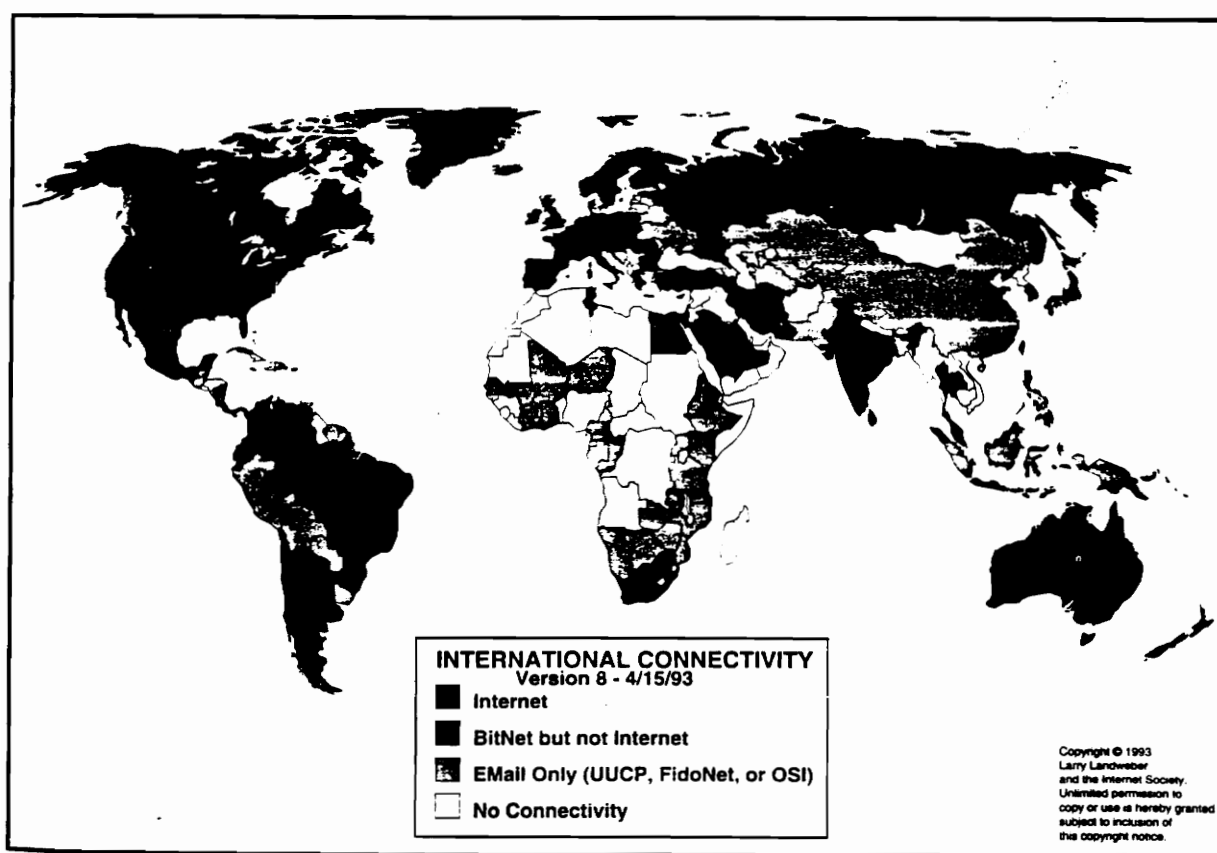 INTERNATIONAL CONNECTIVITY
Version 8 - 4/15/93
Internet
BitNet but not Internet
EMail Only (UUCP, FidoNet, or OSI)
No Connectivity
Copyright © 1993
Larry Landweber
and the Internet Society.
Unlimited permission to
copy or use is hereby granted
subject to inclusion of
this copyright notice.